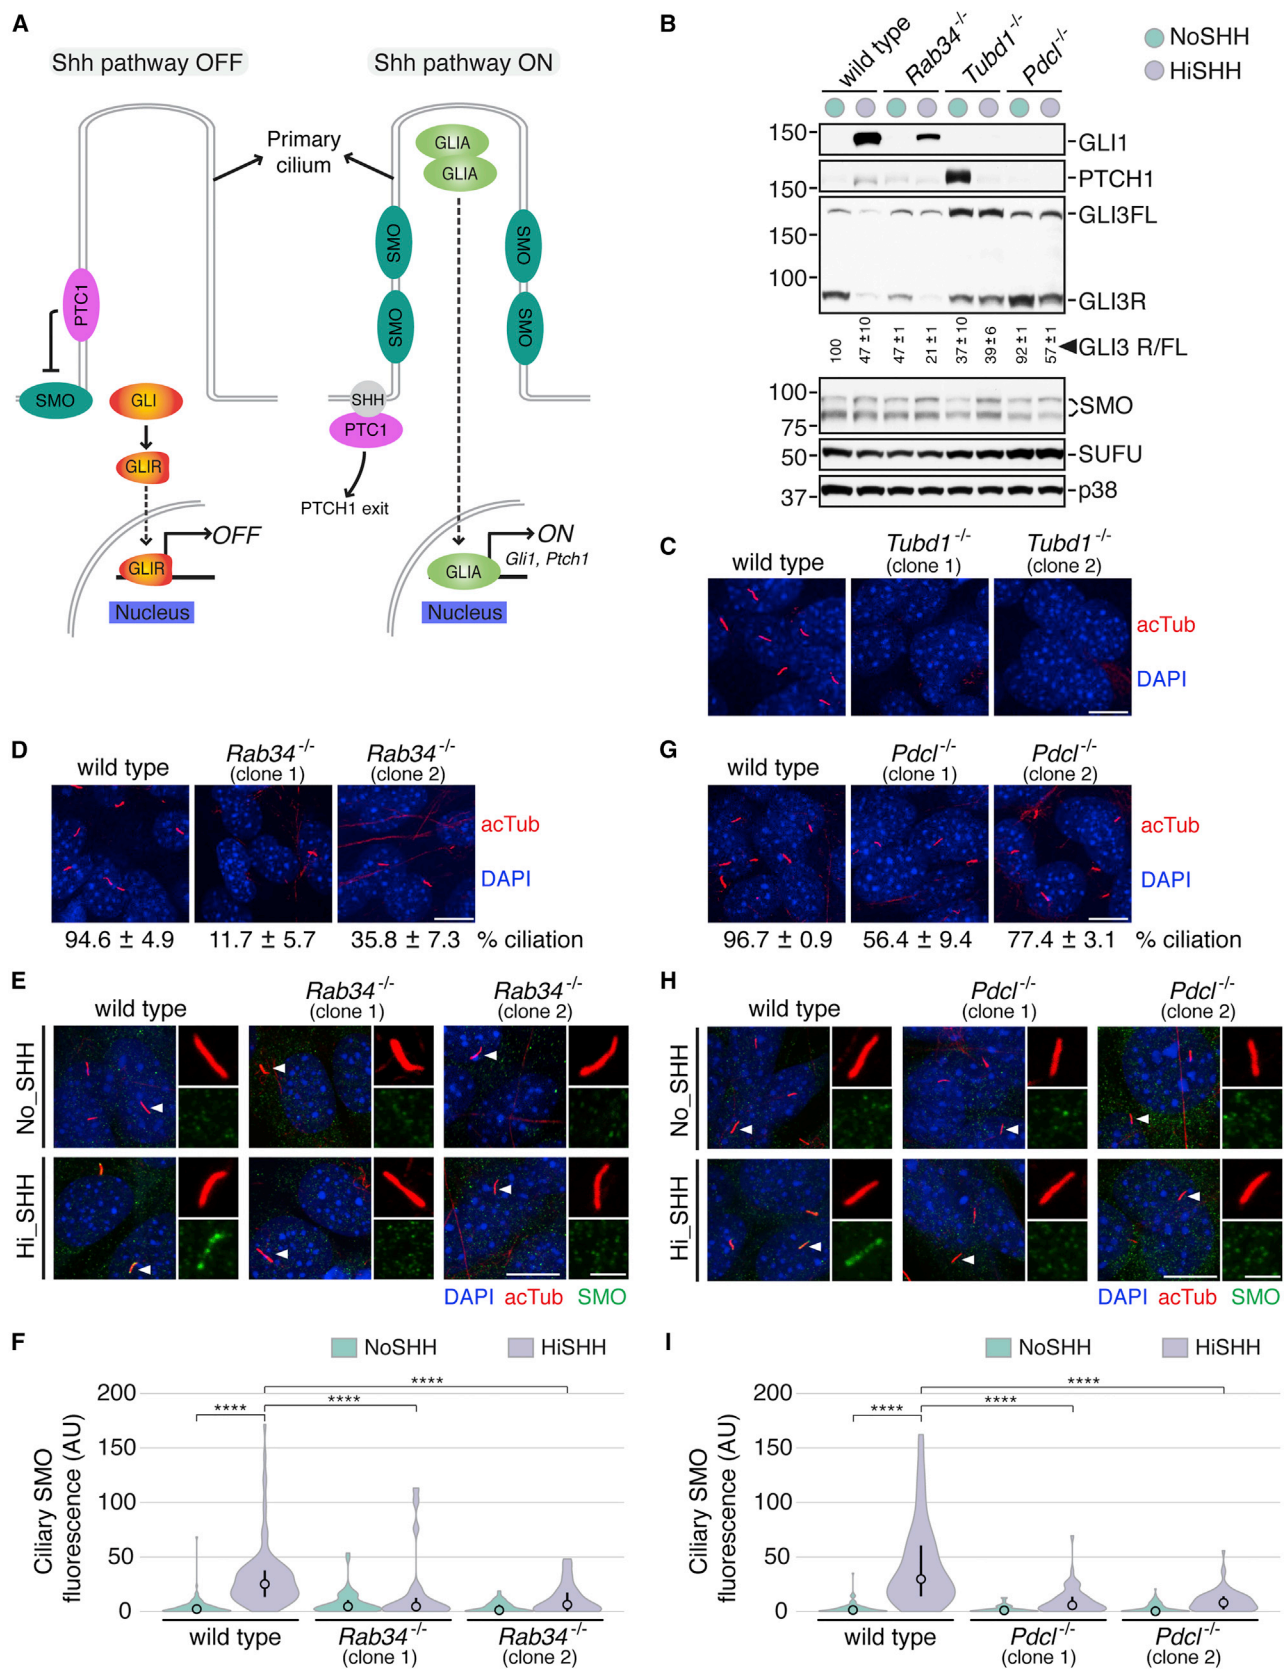 A
Shh pathway OFF
Shh pathway ON
Primary
cilium
GLIA
GLIA
SMO
SMO
SMO
SMO
PTC1
SMO
GLI
GLIR
SHH
PTC1
PTCH1 exit
OFF
GLIR
Nucleus
ON
Gli1, Ptch1
GLIA
Nucleus
B
wild type
Rab34-/-
Tubd1-/-
Pdcl-/-
NoSHH
HiSHH
150
GLI1
PTCH1
150
GLI3FL
150
100
GLI3R
100
47 ± 10
47 ± 1
21 ± 1
37 ± 10
39 ± 6
92 ± 1
57 ± 1
GLI3 R/FL
100
SMO
75
50
SUFU
37
p38
C
wild type
Tubd1-/-
(clone 1)
Tubd1-/-
(clone 2)
acTub
DAPI
D
wild type
Rab34-/-
(clone 1)
Rab34-/-
(clone 2)
acTub
DAPI
94.6 ± 4.9
11.7 ± 5.7
35.8 ± 7.3
% ciliation
G
wild type
Pdcl-/-
(clone 1)
Pdcl-/-
(clone 2)
acTub
DAPI
96.7 ± 0.9
56.4 ± 9.4
77.4 ± 3.1
% ciliation
E
wild type
Rab34-/-
(clone 1)
Rab34-/-
(clone 2)
No_SHH
Hi_SHH
DAPI acTub SMO
H
wild type
Pdcl-/-
(clone 1)
Pdcl-/-
(clone 2)
No_SHH
Hi_SHH
DAPI acTub SMO
F
NoSHH
HiSHH
Ciliary SMO
fluorescence (AU)
200
150
100
50
0
****
****
****
wild type
Rab34-/-
(clone 1)
Rab34-/-
(clone 2)
I
NoSHH
HiSHH
Ciliary SMO
fluorescence (AU)
200
150
100
50
0
****
****
****
wild type
Pdcl-/-
(clone 1)
Pdcl-/-
(clone 2)